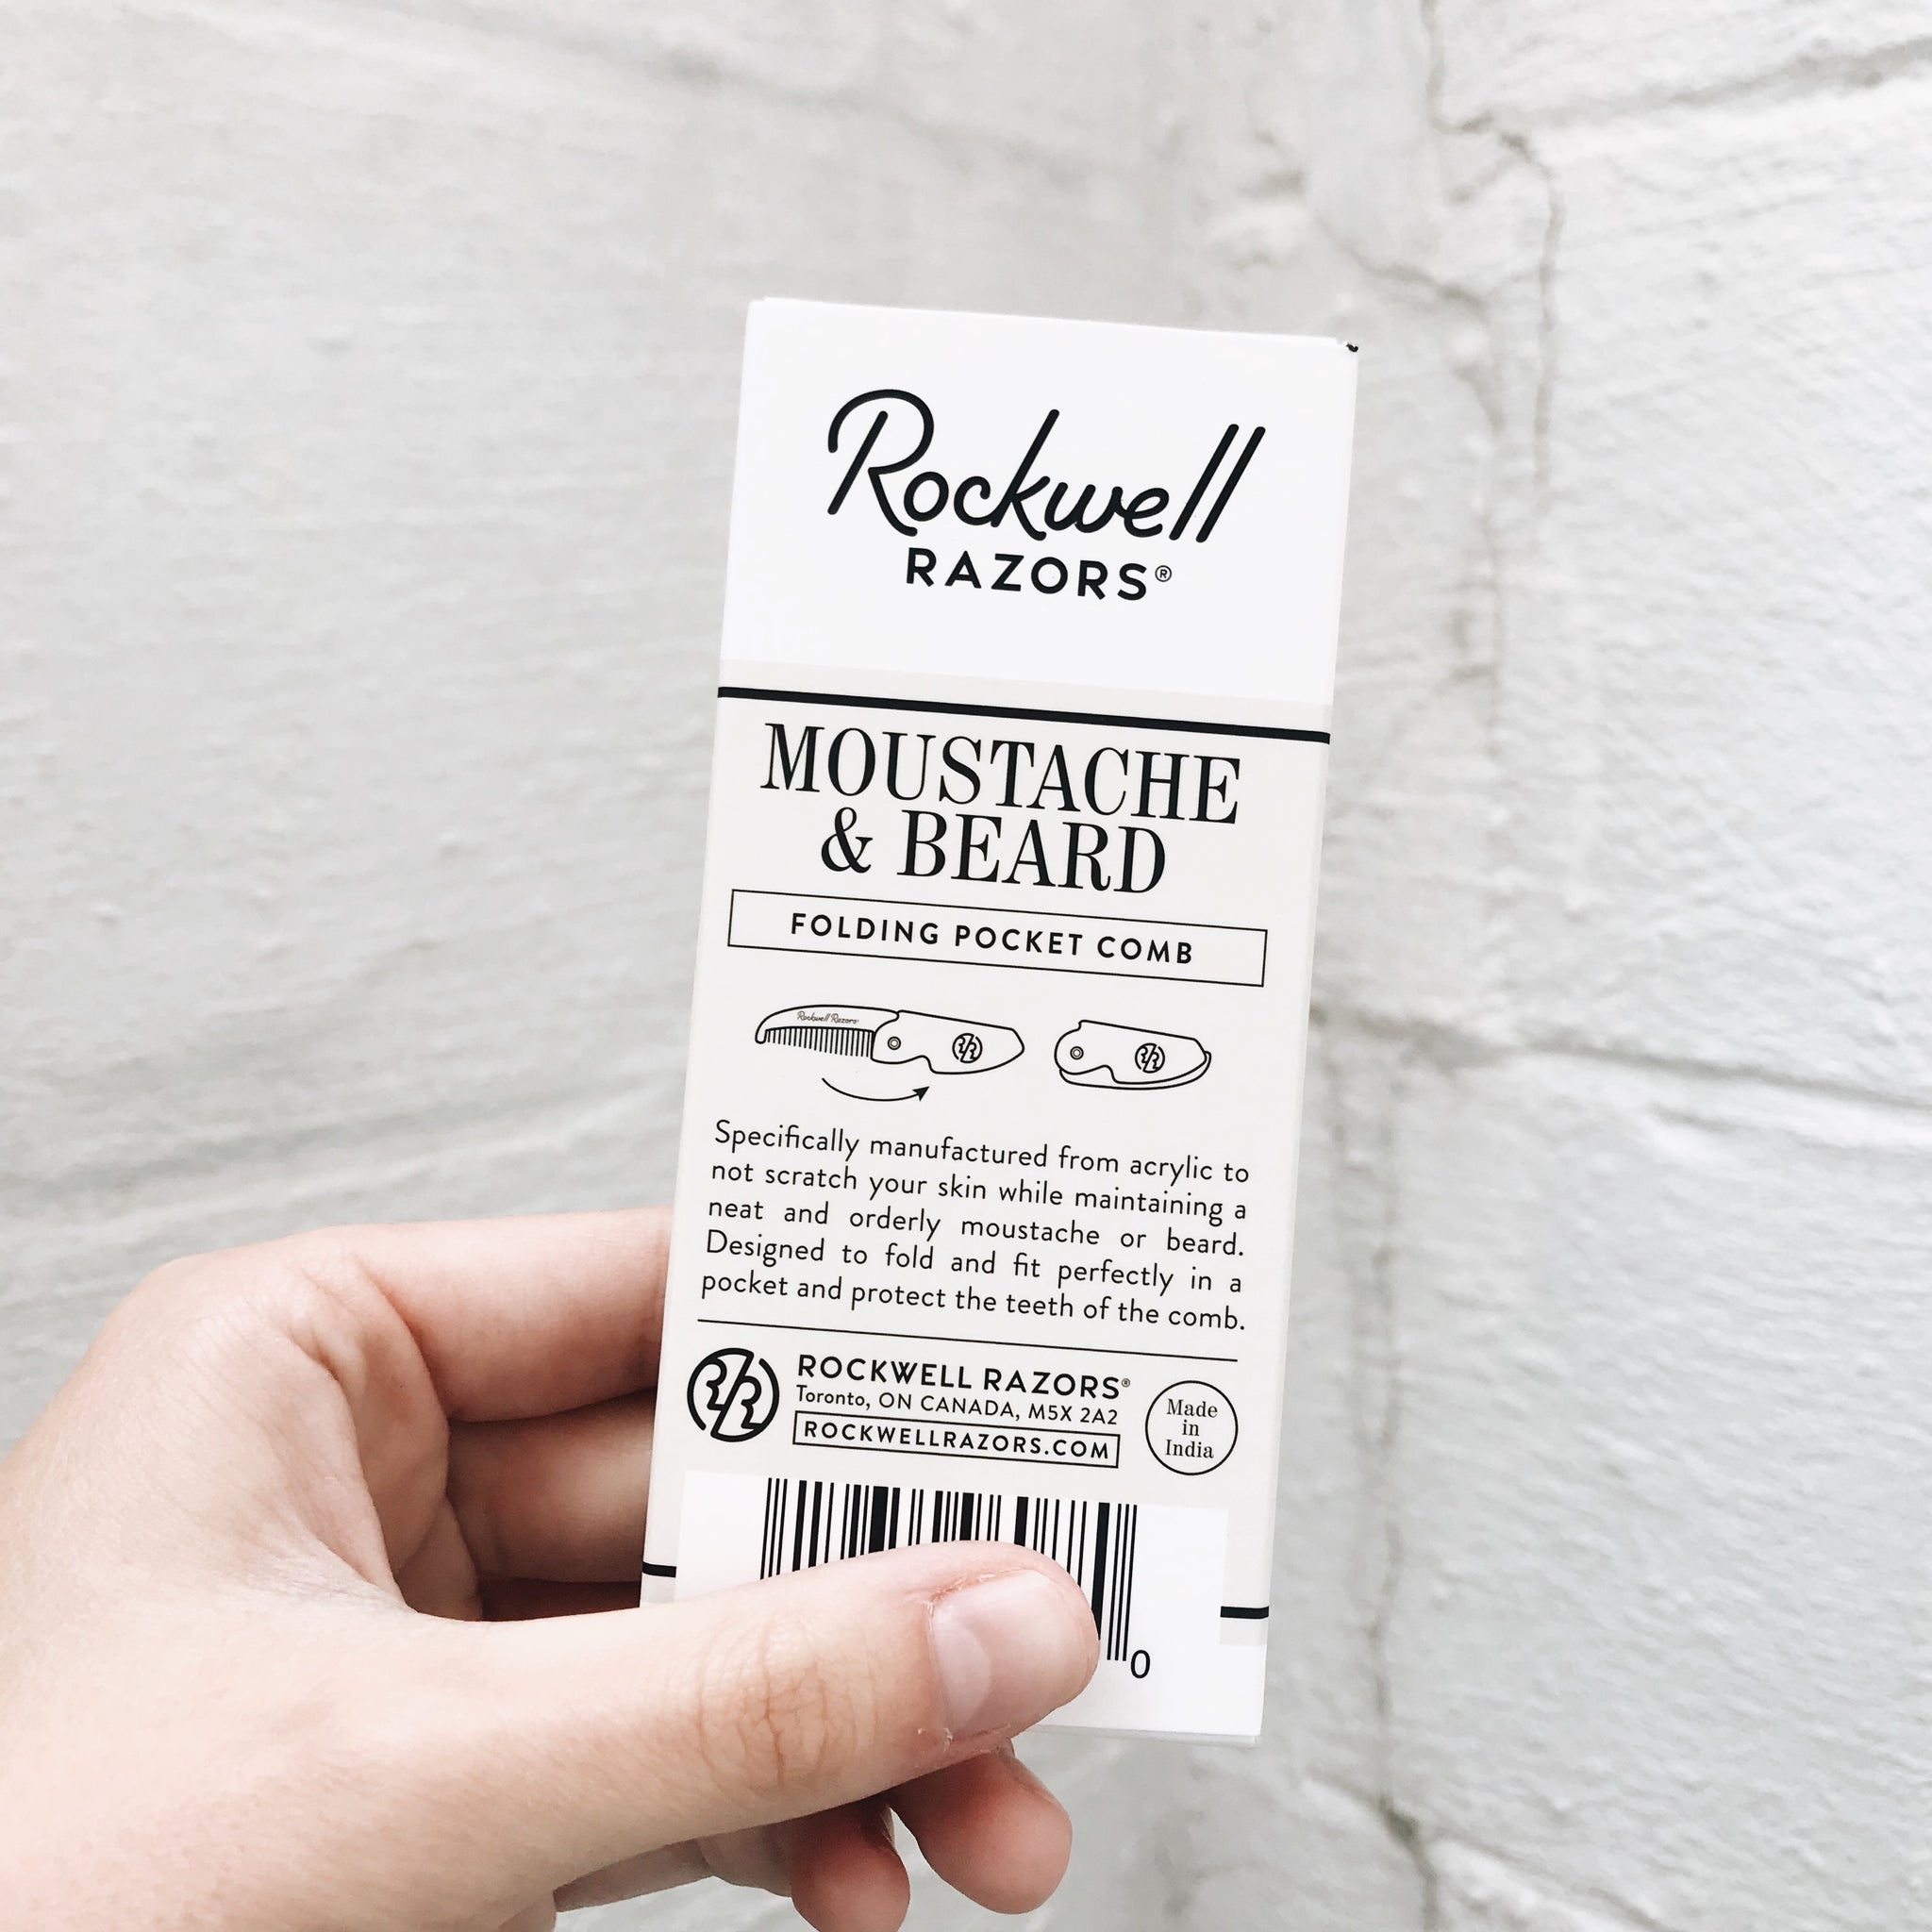 Rockwell
RAZORS®
MOUSTACHE
& BEARD
FOLDING POCKET COMB
Rockwell Razors
Specifically manufactured from acrylic to
not scratch your skin while maintaining a
neat and orderly moustache or beard.
Designed to fold and fit perfectly in a
pocket and protect the teeth of the comb.
ROCKWELL RAZORS®
Toronto, ON CANADA, M5X 2A2
ROCKWELLRAZORS.COM
Made
in
India
0